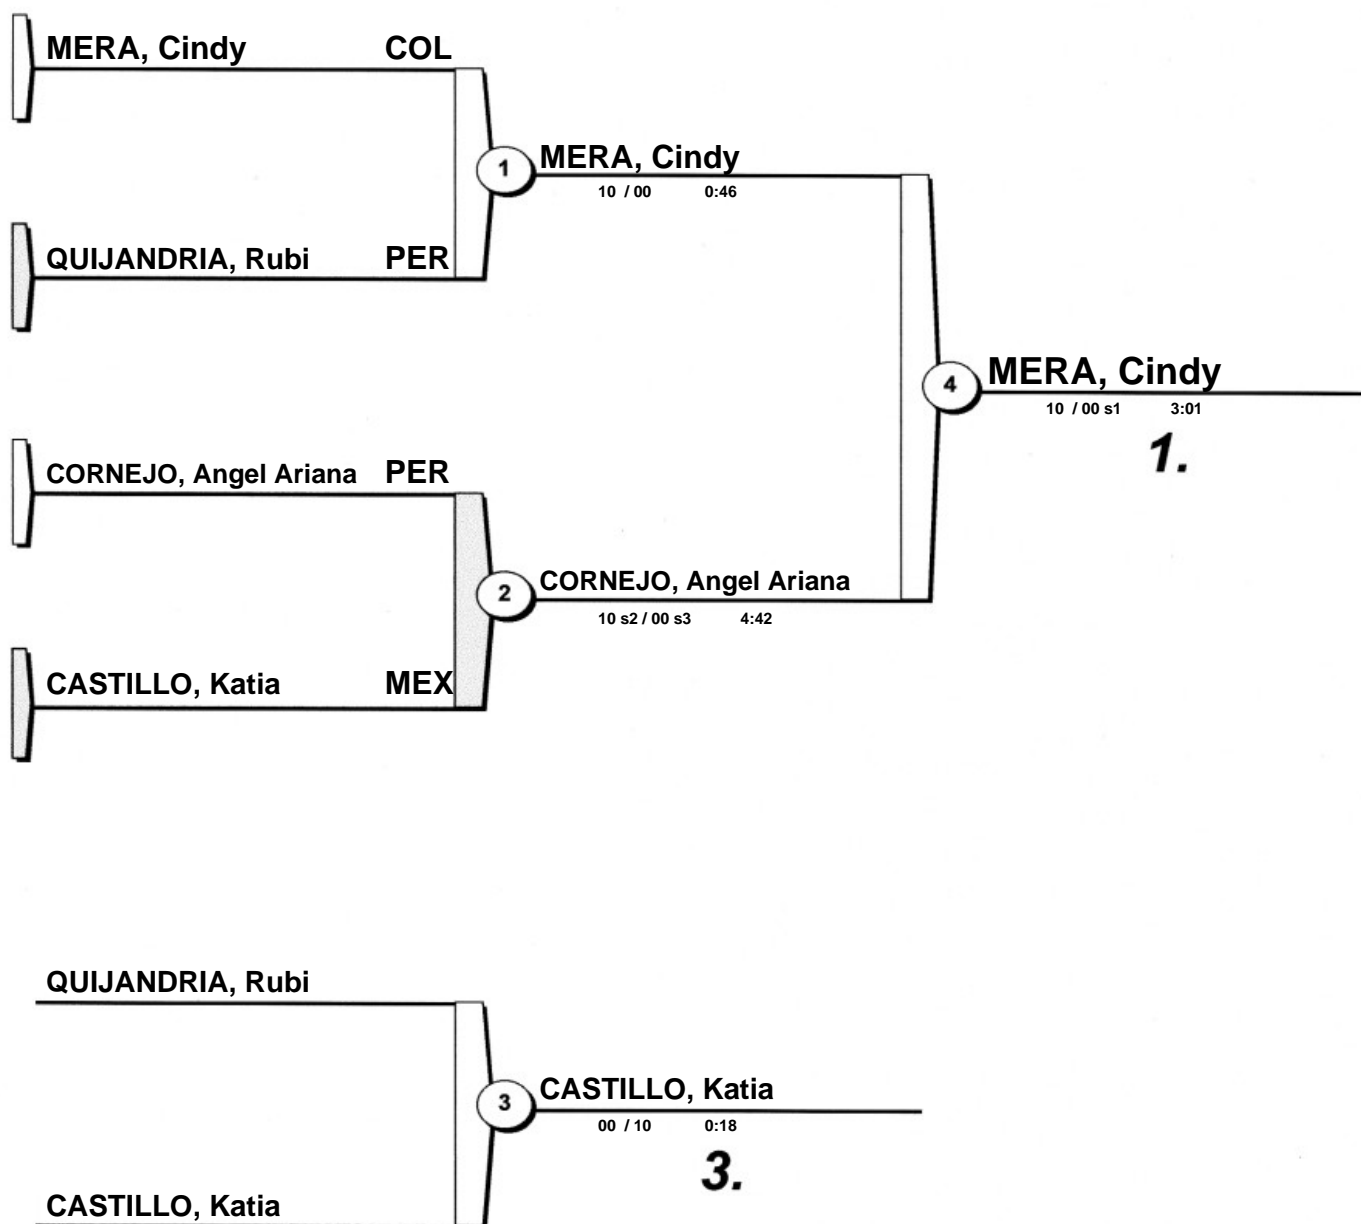 MERA, Cindy COL
1 MERA, Cindy
10 / 00 0:46
QUIJANDRIA, Rubi PER
4 MERA, Cindy
10 / 00 s1 3:01
1.
CORNEJO, Angel Ariana PER
2 CORNEJO, Angel Ariana
10 s2 / 00 s3 4:42
CASTILLO, Katia MEX
QUIJANDRIA, Rubi
3 CASTILLO, Katia
00 / 10 0:18
3.
CASTILLO, Katia